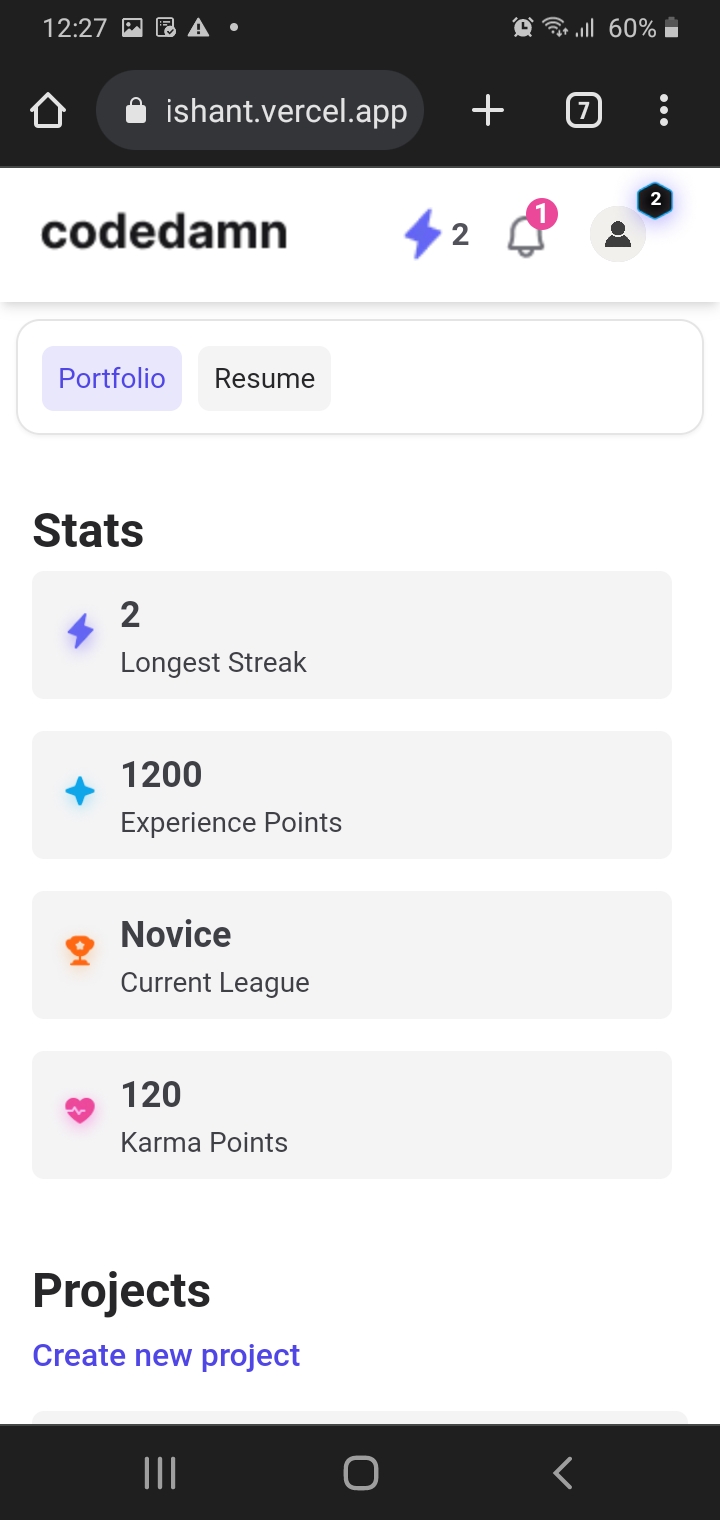 12:27 60%
ishant.vercel.app 7
codedamn 2 1 2
Portfolio Resume
Stats
2
Longest Streak
1200
Experience Points
Novice
Current League
120
Karma Points
Projects
Create new project